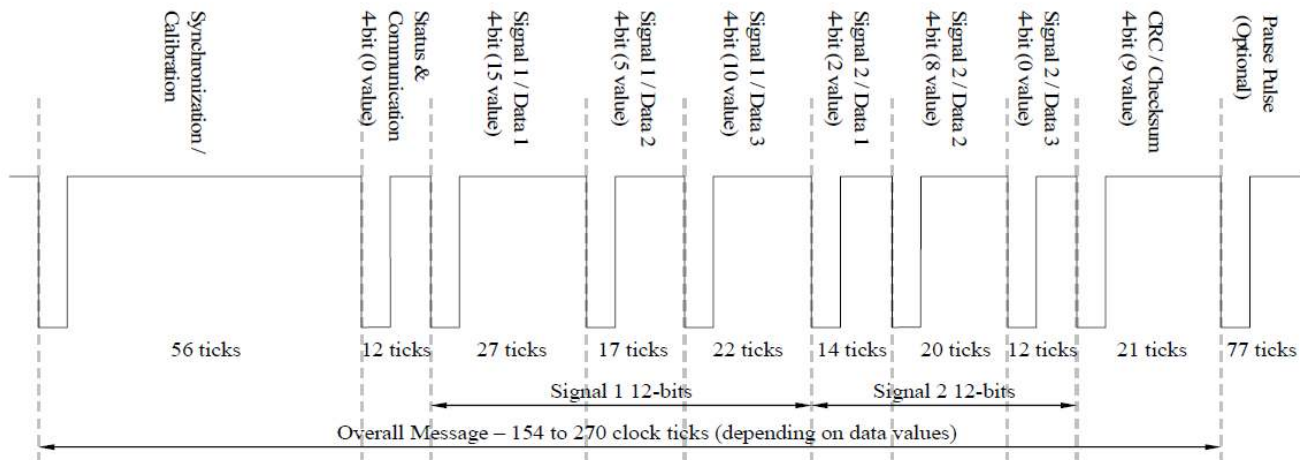 Synchronization /
Calibration
Status &
Communication
4-bit (0 value)
Signal 1 / Data 1
4-bit (15 value)
Signal 1 / Data 2
4-bit (5 value)
Signal 1 / Data 3
4-bit (10 value)
Signal 2 / Data 1
4-bit (2 value)
Signal 2 / Data 2
4-bit (8 value)
Signal 2 / Data 3
4-bit (0 value)
CRC / Checksum
4-bit (9 value)
Pause Pulse
(Optional)
56 ticks
12 ticks
27 ticks
17 ticks
22 ticks
14 ticks
20 ticks
12 ticks
21 ticks
77 ticks
Signal 1 12-bits
Signal 2 12-bits
Overall Message – 154 to 270 clock ticks (depending on data values)